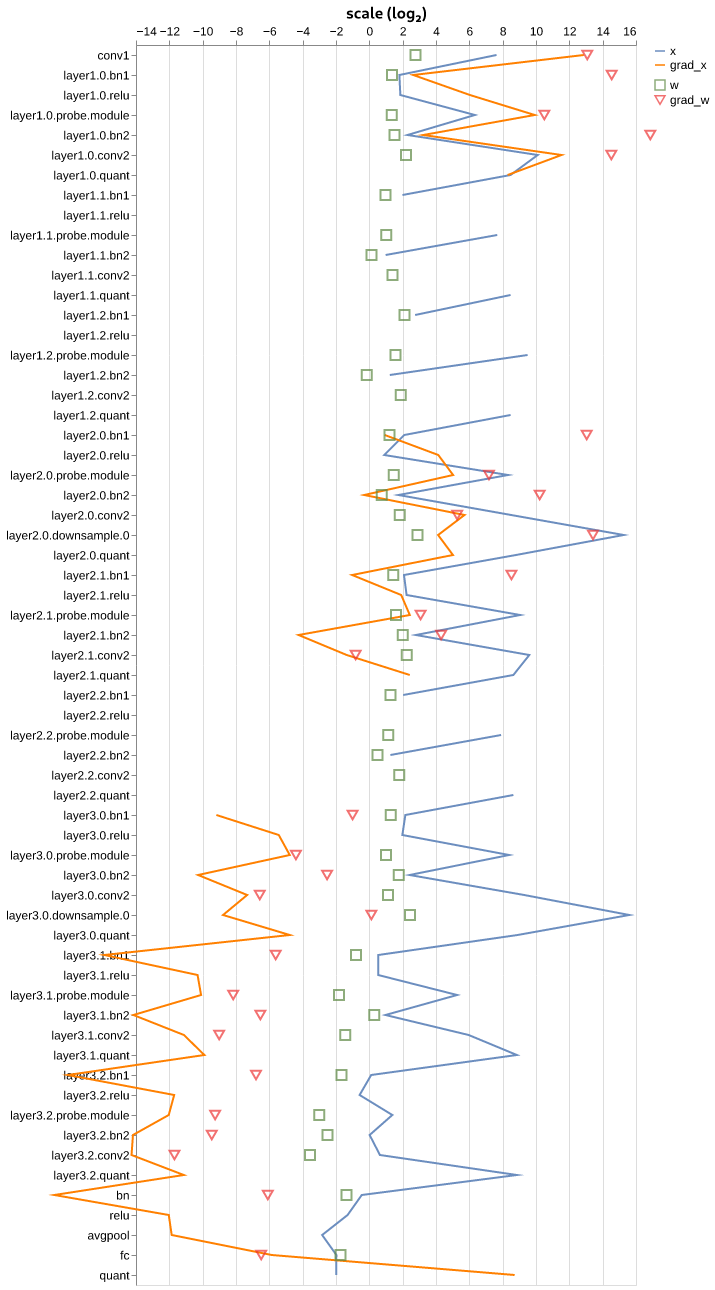 scale (log₂)
−14 −12 −10 −8 −6 −4 −2 0 2 4 6 8 10 12 14 16
x
grad_x
w
grad_w
conv1
layer1.0.bn1
layer1.0.relu
layer1.0.probe.module
layer1.0.bn2
layer1.0.conv2
layer1.0.quant
layer1.1.bn1
layer1.1.relu
layer1.1.probe.module
layer1.1.bn2
layer1.1.conv2
layer1.1.quant
layer1.2.bn1
layer1.2.relu
layer1.2.probe.module
layer1.2.bn2
layer1.2.conv2
layer1.2.quant
layer2.0.bn1
layer2.0.relu
layer2.0.probe.module
layer2.0.bn2
layer2.0.conv2
layer2.0.downsample.0
layer2.0.quant
layer2.1.bn1
layer2.1.relu
layer2.1.probe.module
layer2.1.bn2
layer2.1.conv2
layer2.1.quant
layer2.2.bn1
layer2.2.relu
layer2.2.probe.module
layer2.2.bn2
layer2.2.conv2
layer2.2.quant
layer3.0.bn1
layer3.0.relu
layer3.0.probe.module
layer3.0.bn2
layer3.0.conv2
layer3.0.downsample.0
layer3.0.quant
layer3.1.bn1
layer3.1.relu
layer3.1.probe.module
layer3.1.bn2
layer3.1.conv2
layer3.1.quant
layer3.2.bn1
layer3.2.relu
layer3.2.probe.module
layer3.2.bn2
layer3.2.conv2
layer3.2.quant
bn
relu
avgpool
fc
quant